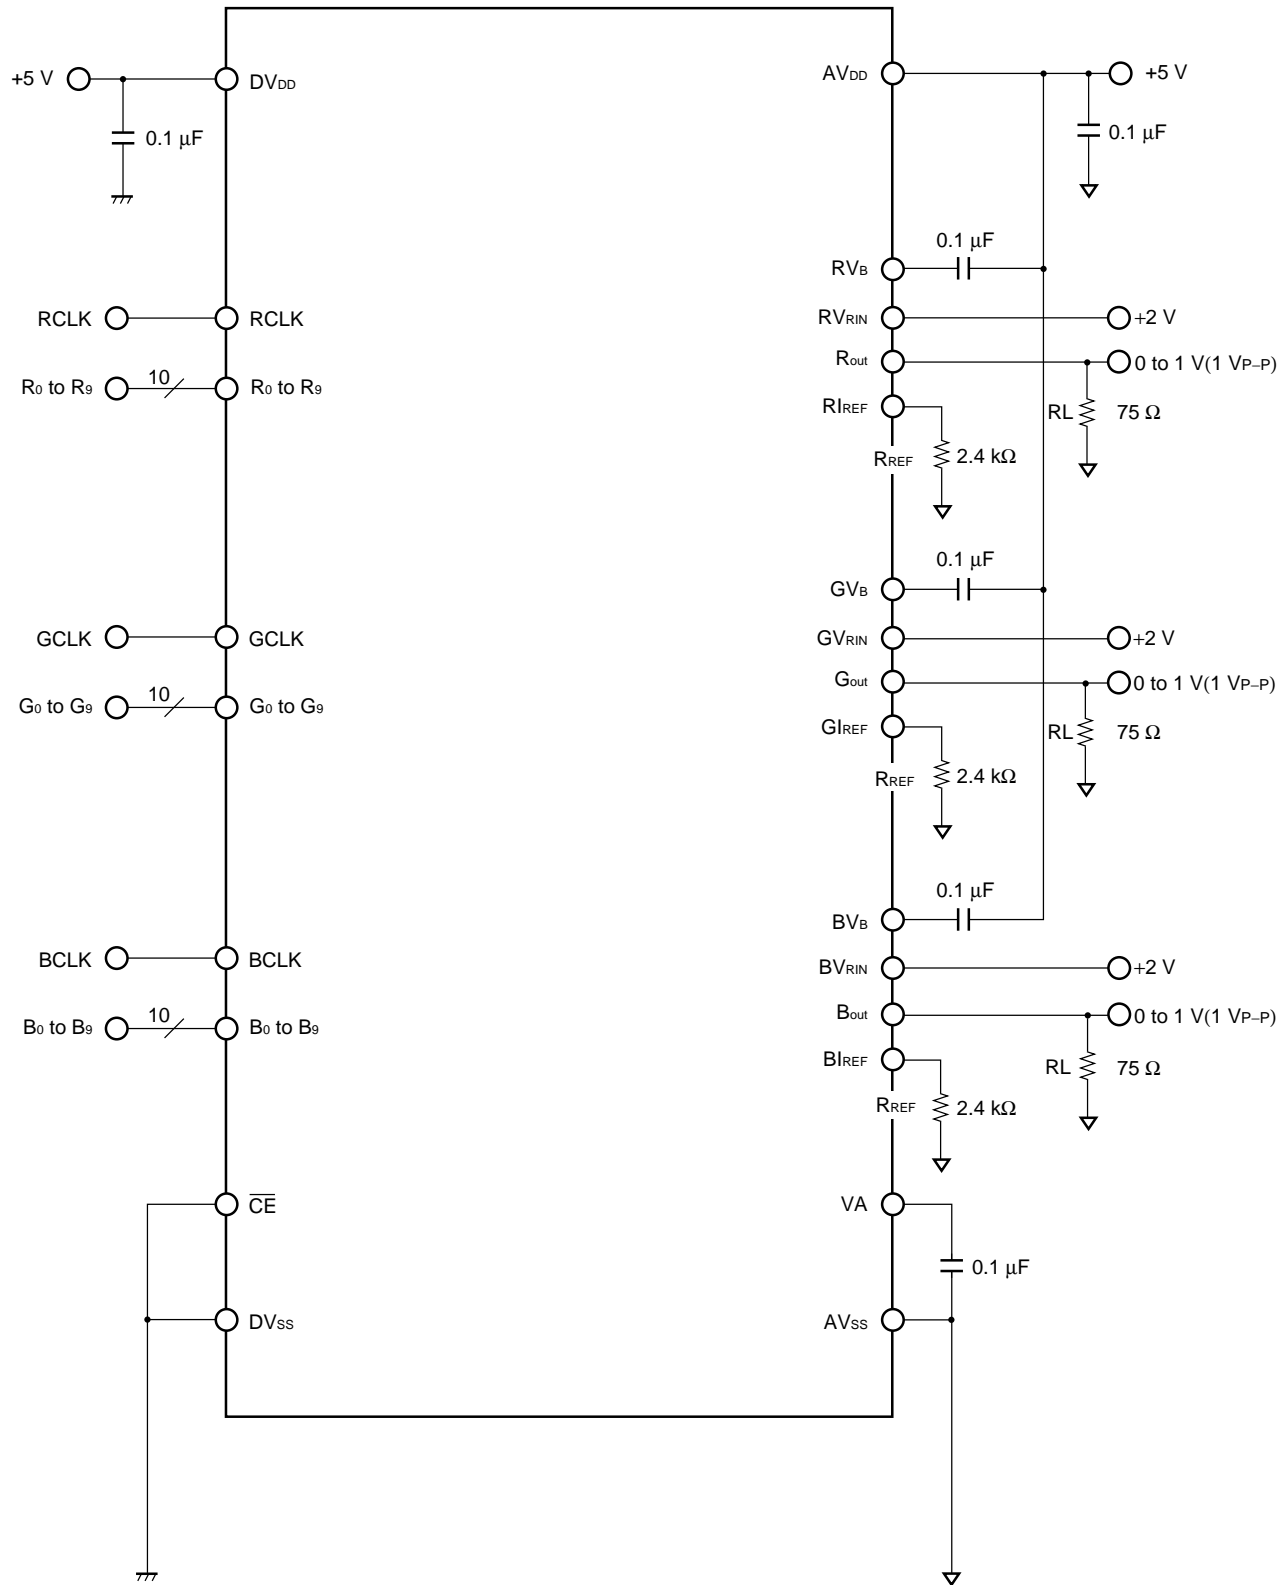 +5 V DVDD AVDD +5 V
0.1 µF 0.1 µF
0.1 µF
RVB
RCLK RCLK RVRIN +2 V
Rout 0 to 1 V(1 VP–P)
R0 to R9 10 R0 to R9 RIREF RL 75 Ω
RREF 2.4 kΩ
0.1 µF
GVB
GCLK GCLK GVRIN +2 V
Gout 0 to 1 V(1 VP–P)
G0 to G9 10 G0 to G9 GIREF RL 75 Ω
RREF 2.4 kΩ
0.1 µF
BVB
BCLK BCLK BVRIN +2 V
Bout 0 to 1 V(1 VP–P)
B0 to B9 10 B0 to B9 BIREF RL 75 Ω
RREF 2.4 kΩ
C̅E̅ VA
0.1 µF
DVSS AVSS